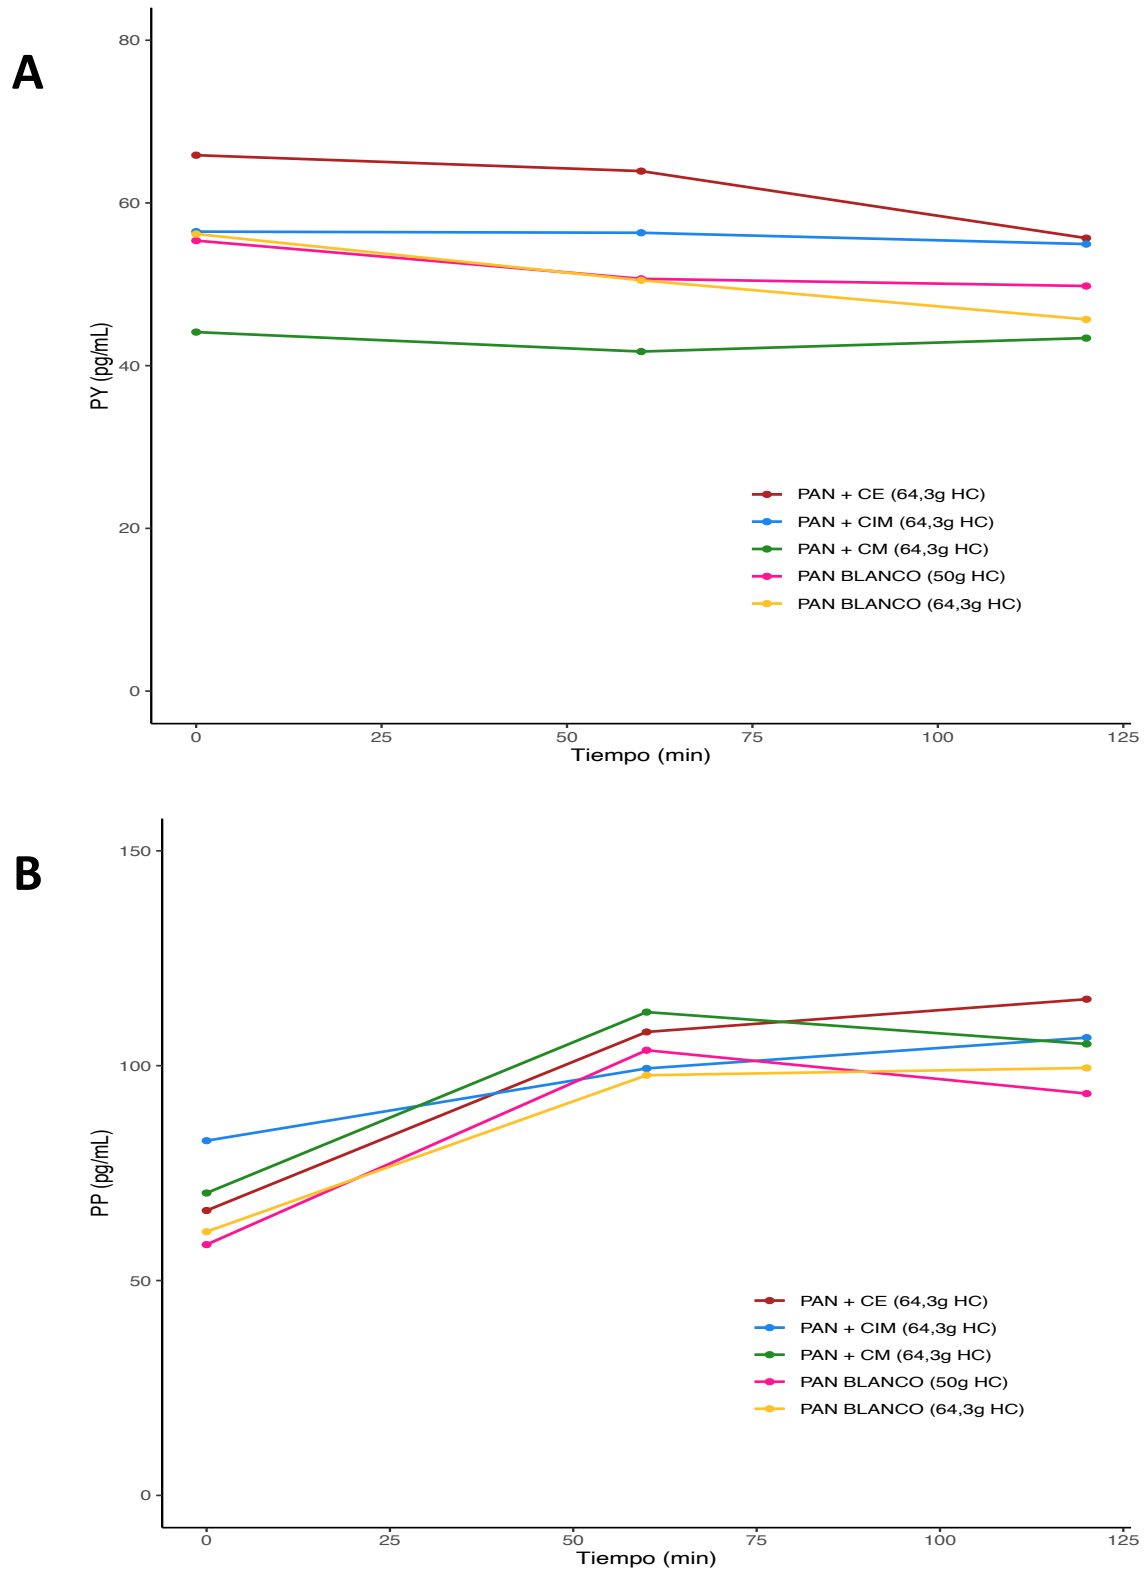 A
80
60
40
20
0
PY (pg/mL)
PAN + CE (64,3g HC)
PAN + CIM (64,3g HC)
PAN + CM (64,3g HC)
PAN BLANCO (50g HC)
PAN BLANCO (64,3g HC)
0 25 50 75 100 125
Tiempo (min)
B
150
100
50
0
PP (pg/mL)
PAN + CE (64,3g HC)
PAN + CIM (64,3g HC)
PAN + CM (64,3g HC)
PAN BLANCO (50g HC)
PAN BLANCO (64,3g HC)
0 25 50 75 100 125
Tiempo (min)